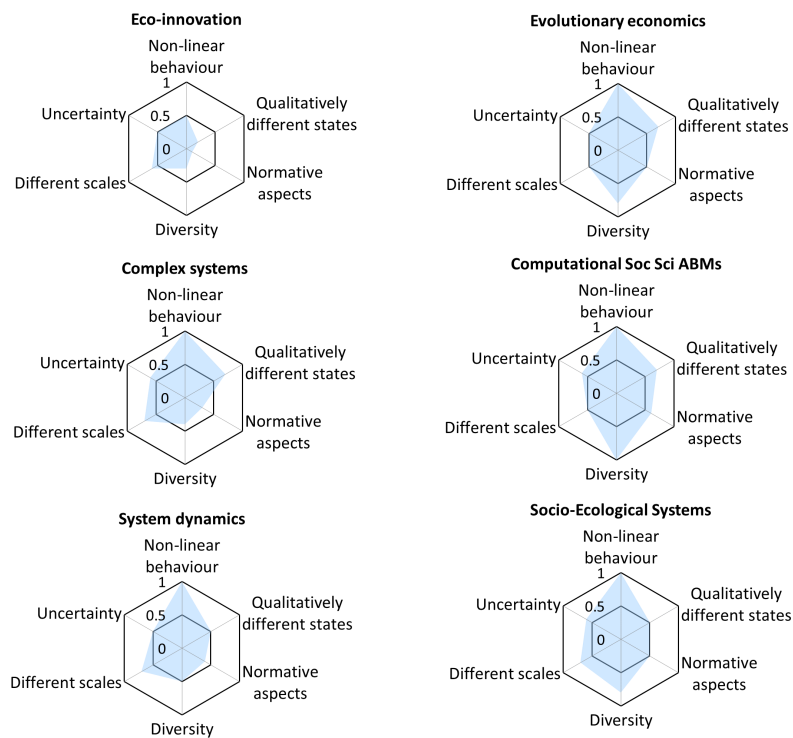 Eco-innovation
Non-linear
behaviour
1
Uncertainty
0.5
Qualitatively
different states
0
Different scales
Normative
aspects
Diversity
Evolutionary economics
Non-linear
behaviour
1
Uncertainty
0.5
Qualitatively
different states
0
Different scales
Normative
aspects
Diversity
Complex systems
Non-linear
behaviour
1
Uncertainty
0.5
Qualitatively
different states
0
Different scales
Normative
aspects
Diversity
Computational Soc Sci ABMs
Non-linear
behaviour
1
Uncertainty
0.5
Qualitatively
different states
0
Different scales
Normative
aspects
Diversity
System dynamics
Non-linear
behaviour
1
Uncertainty
0.5
Qualitatively
different states
0
Different scales
Normative
aspects
Diversity
Socio-Ecological Systems
Non-linear
behaviour
1
Uncertainty
0.5
Qualitatively
different states
0
Different scales
Normative
aspects
Diversity